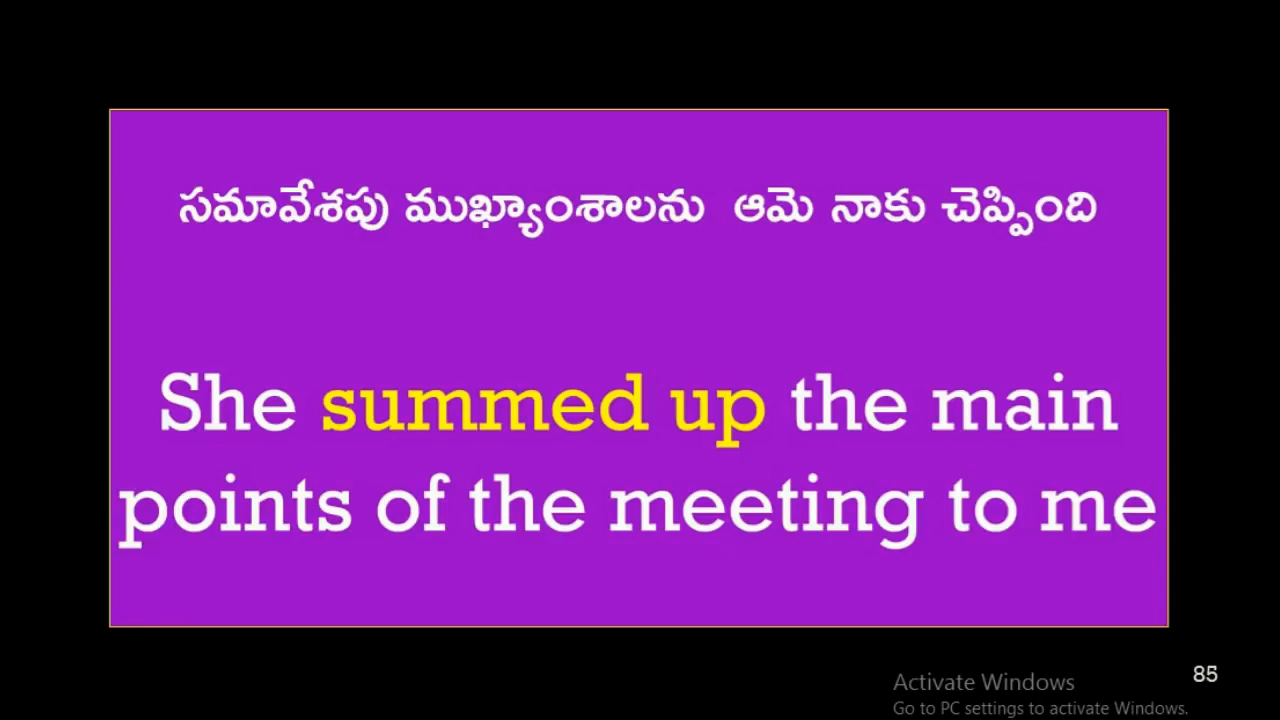 సమావేశపు ముఖ్యాంశాలను ఆమె నాకు చెప్పింది
She summed up the main
points of the meeting to me
85
Activate Windows
Go to PC settings to activate Windows.